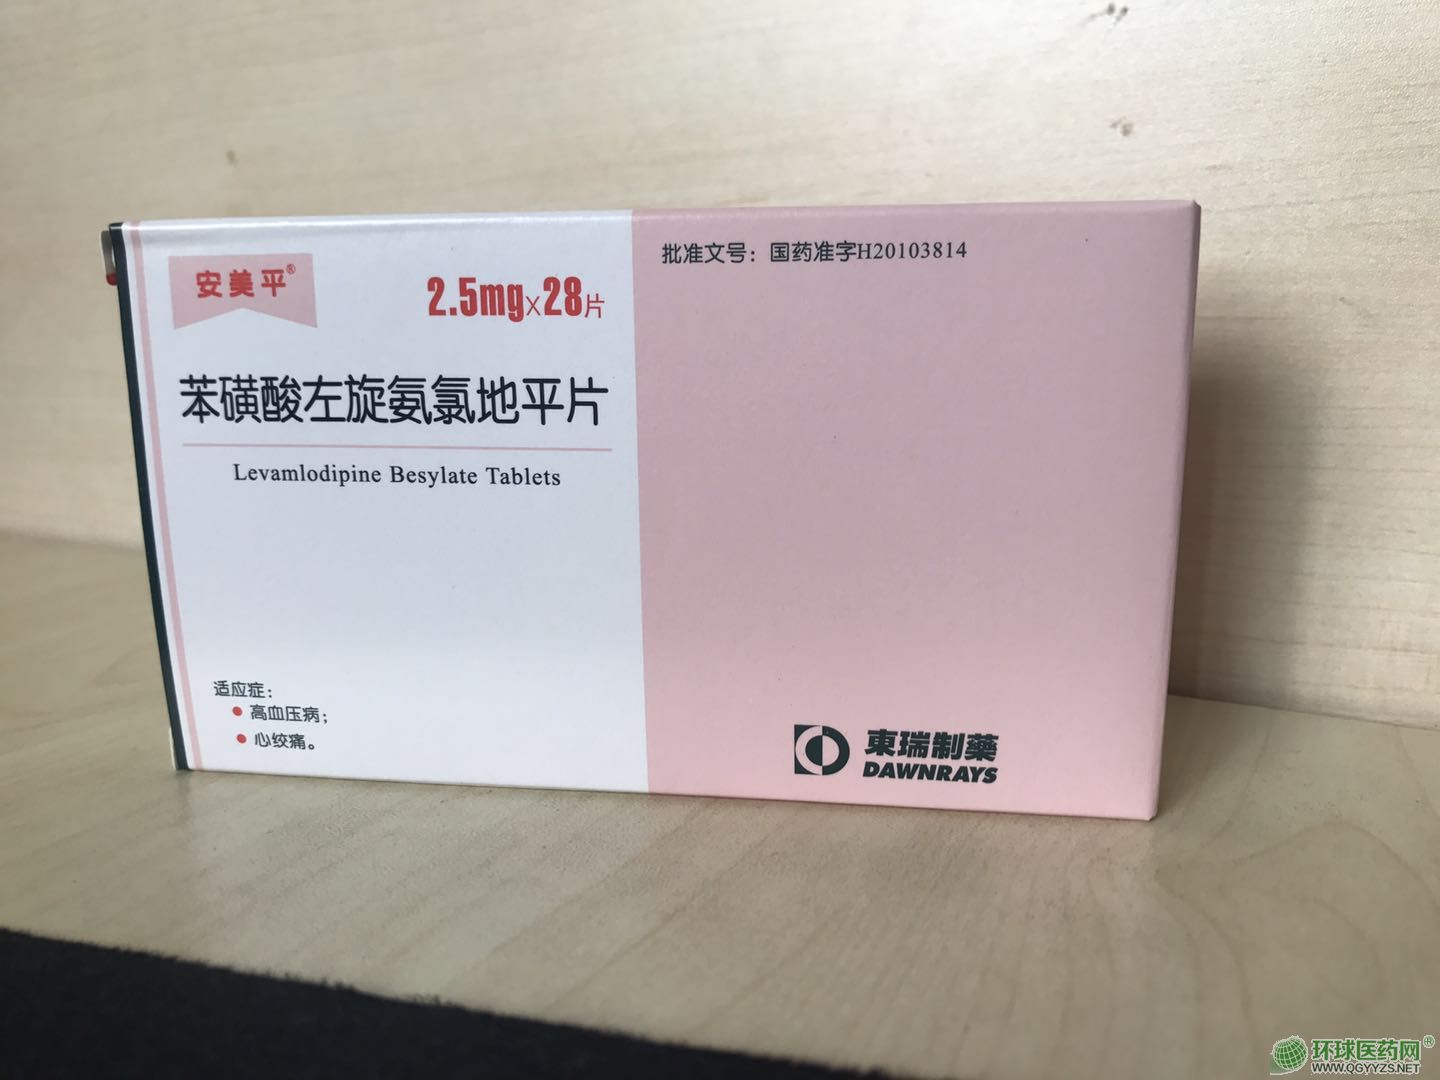 安美平®
2.5mg×28片
苯磺酸左旋氨氯地平片
Levamlodipine Besylate Tablets
适应症：
高血压病；
心绞痛。
批准文号：国药准字H20103814
東瑞制藥
DAWNRAYS
环球医药网®
WWW.QGYYZS.NET